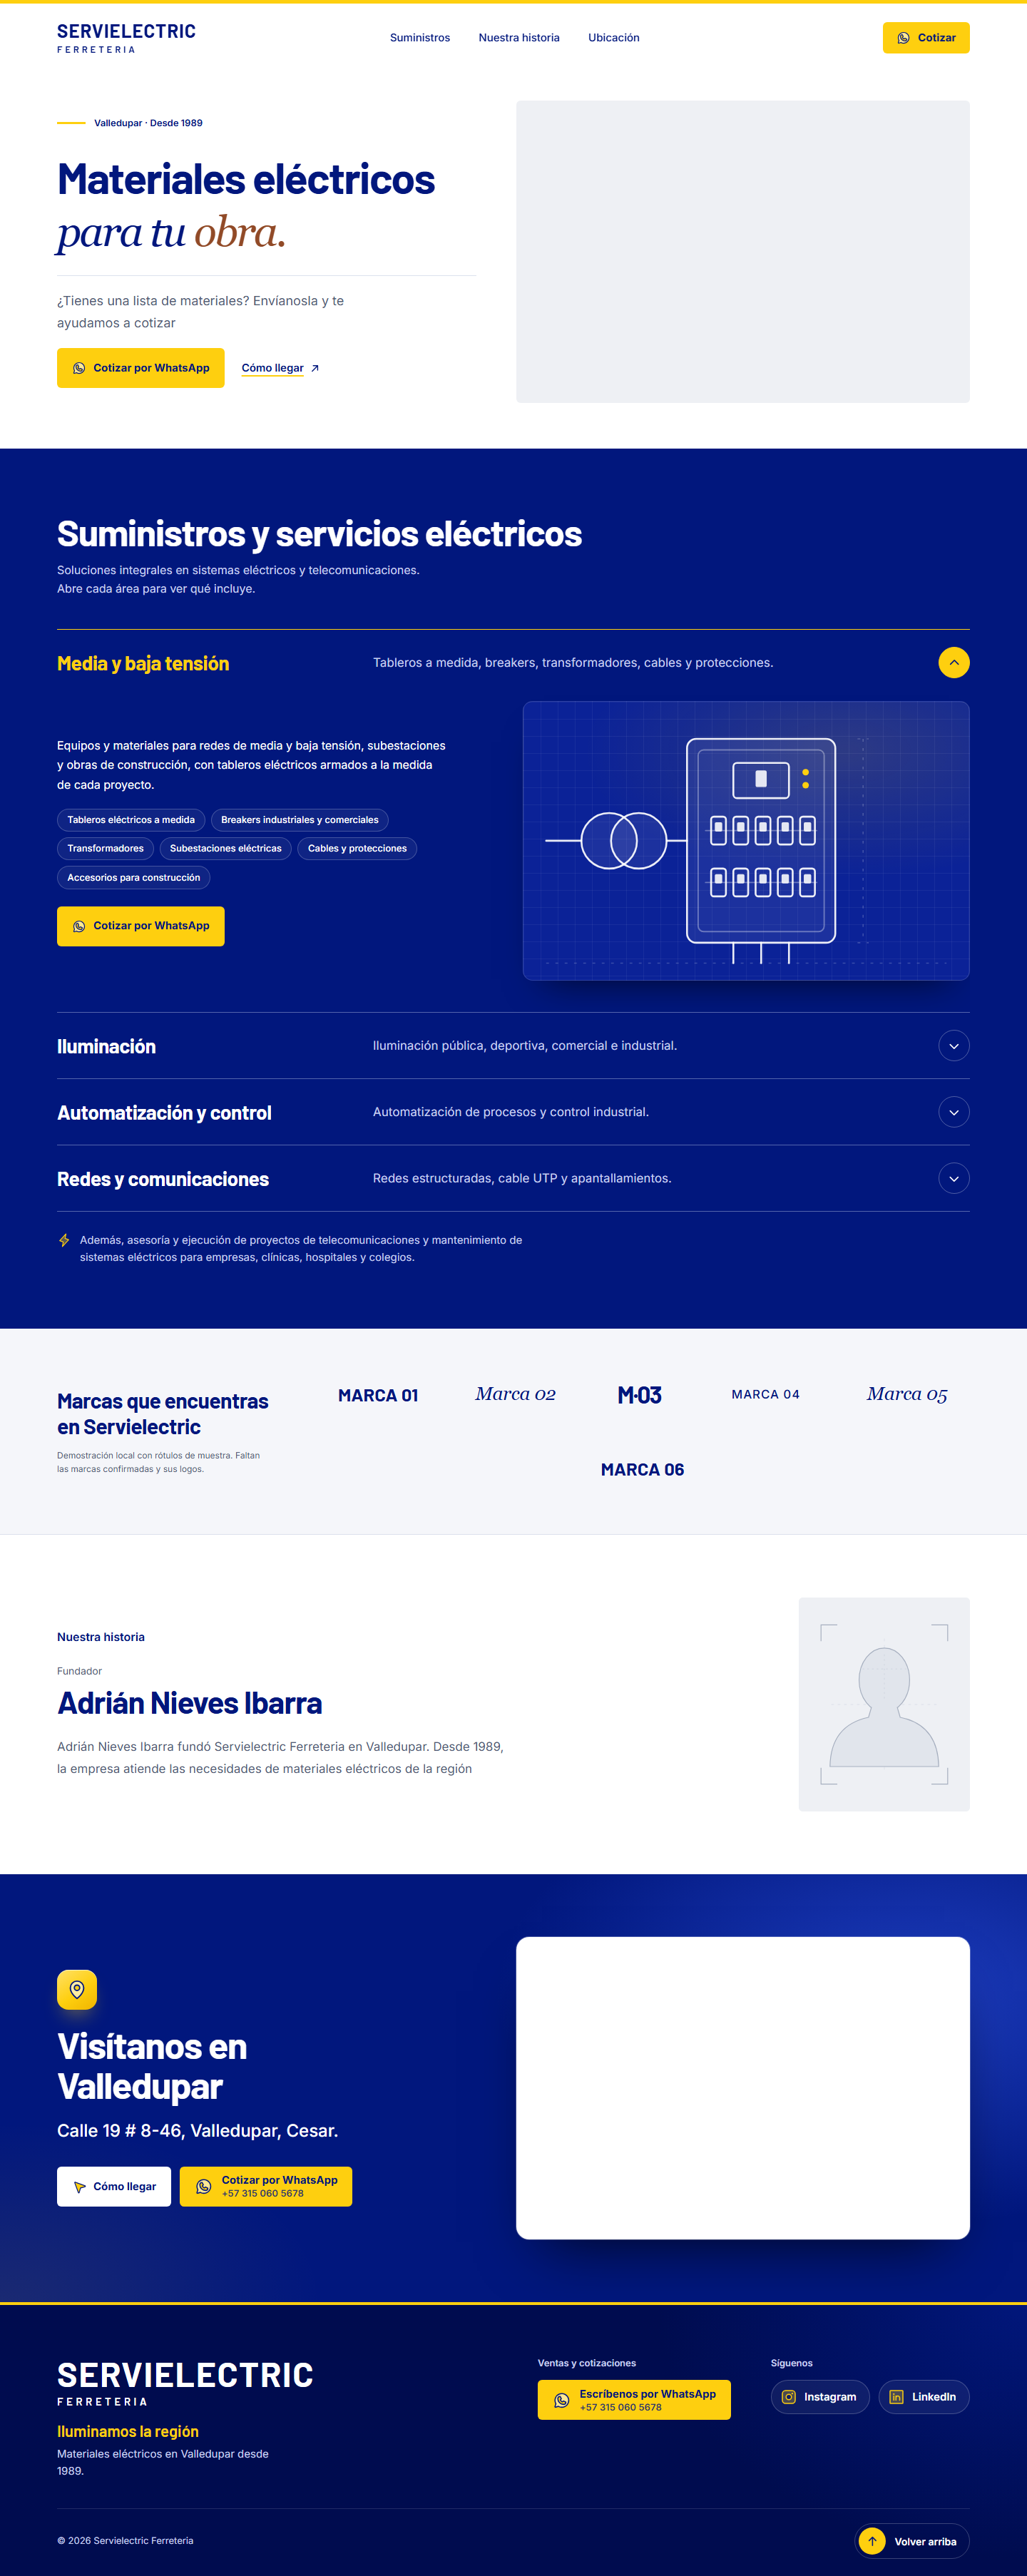 SERVIELECTRIC
FERRETERIA
Suministros
Nuestra historia
Ubicación
Cotizar
Valledupar · Desde 1989
Materiales eléctricos
para tu obra.
¿Tienes una lista de materiales? Envíanosla y te
ayudamos a cotizar
Cotizar por WhatsApp
Cómo llegar
Suministros y servicios eléctricos
Soluciones integrales en sistemas eléctricos y telecomunicaciones.
Abre cada área para ver qué incluye.
Media y baja tensión
Tableros a medida, breakers, transformadores, cables y protecciones.
Equipos y materiales para redes de media y baja tensión, subestaciones
y obras de construcción, con tableros eléctricos armados a la medida
de cada proyecto.
Tableros eléctricos a medida
Breakers industriales y comerciales
Transformadores
Subestaciones eléctricas
Cables y protecciones
Accesorios para construcción
Cotizar por WhatsApp
Iluminación
Iluminación pública, deportiva, comercial e industrial.
Automatización y control
Automatización de procesos y control industrial.
Redes y comunicaciones
Redes estructuradas, cable UTP y apantallamientos.
Además, asesoría y ejecución de proyectos de telecomunicaciones y mantenimiento de
sistemas eléctricos para empresas, clínicas, hospitales y colegios.
Marcas que encuentras
en Servielectric
Demostración local con rótulos de muestra. Faltan
las marcas confirmadas y sus logos.
MARCA 01
Marca 02
M·03
MARCA 04
Marca 05
MARCA 06
Nuestra historia
Fundador
Adrián Nieves Ibarra
Adrián Nieves Ibarra fundó Servielectric Ferreteria en Valledupar. Desde 1989,
la empresa atiende las necesidades de materiales eléctricos de la región
Visítanos en
Valledupar
Calle 19 # 8-46, Valledupar, Cesar.
Cómo llegar
Cotizar por WhatsApp
+57 315 060 5678
SERVIELECTRIC
FERRETERIA
Iluminamos la región
Materiales eléctricos en Valledupar desde
1989.
Ventas y cotizaciones
Escríbenos por WhatsApp
+57 315 060 5678
Síguenos
Instagram
LinkedIn
© 2026 Servielectric Ferreteria
Volver arriba